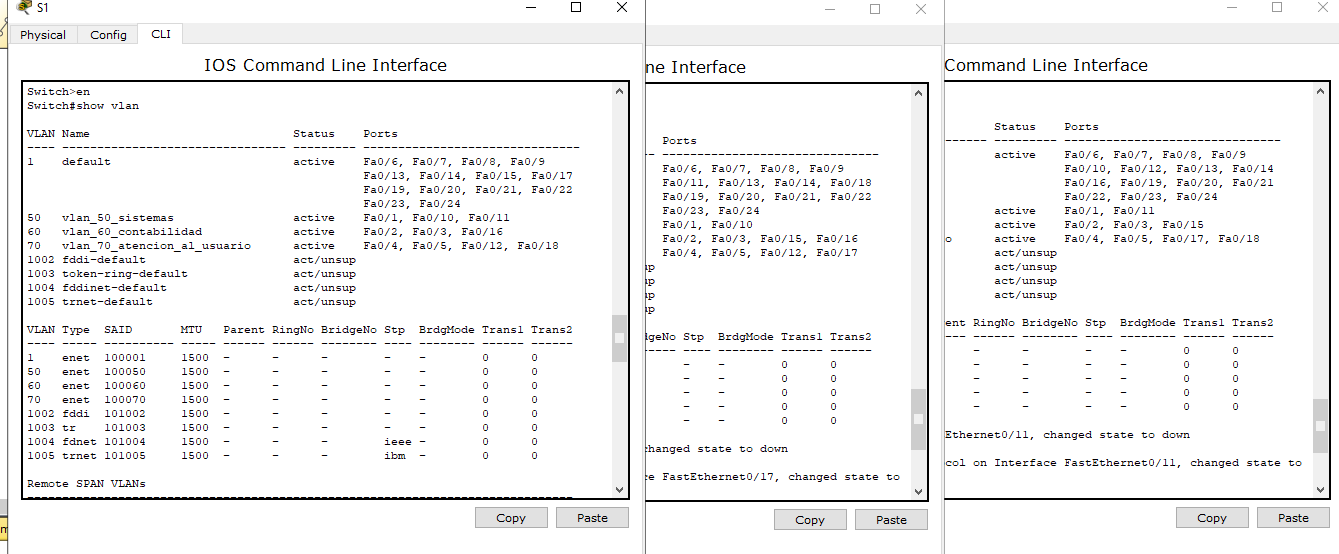 S1
Physical Config CLI
IOS Command Line Interface
Switch>en
Switch#show vlan
VLAN Name Status Ports
---- -------------------------------- --------- -------------------------------
1 default active Fa0/6, Fa0/7, Fa0/8, Fa0/9
Fa0/13, Fa0/14, Fa0/15, Fa0/17
Fa0/19, Fa0/20, Fa0/21, Fa0/22
Fa0/23, Fa0/24
50 vlan_50_sistemas active Fa0/1, Fa0/10, Fa0/11
60 vlan_60_contabilidad active Fa0/2, Fa0/3, Fa0/16
70 vlan_70_atencion_al_usuario active Fa0/4, Fa0/5, Fa0/12, Fa0/18
1002 fddi-default act/unsup
1003 token-ring-default act/unsup
1004 fddinet-default act/unsup
1005 trnet-default act/unsup
VLAN Type SAID MTU Parent RingNo BridgeNo Stp BrdgMode Trans1 Trans2
---- ----- ---------- ----- ------ ------ -------- ---- -------- ------ ------
1 enet 100001 1500 - - - - - 0 0
50 enet 100050 1500 - - - - - 0 0
60 enet 100060 1500 - - - - - 0 0
70 enet 100070 1500 - - - - - 0 0
1002 fddi 101002 1500 - - - - - 0 0
1003 tr 101003 1500 - - - - - 0 0
1004 fdnet 101004 1500 - - - ieee - 0 0
1005 trnet 101005 1500 - - - ibm - 0 0
Remote SPAN VLANs
------------------------------------------------------------------------------
Copy Paste
ne Interface
Ports
-- -------------------------------
Fa0/6, Fa0/7, Fa0/8, Fa0/9
Fa0/11, Fa0/13, Fa0/14, Fa0/18
Fa0/19, Fa0/20, Fa0/21, Fa0/22
Fa0/23, Fa0/24
Fa0/1, Fa0/10
Fa0/2, Fa0/3, Fa0/15, Fa0/16
Fa0/4, Fa0/5, Fa0/12, Fa0/17
up
up
up
up
dgeNo Stp BrdgMode Trans1 Trans2
----- ---- -------- ------ ------
- - 0 0
- - 0 0
- - 0 0
- - 0 0
- - 0 0
changed state to down
ce FastEthernet0/17, changed state to
Copy Paste
Command Line Interface
Status Ports
------ --------- -------------------------------
active Fa0/6, Fa0/7, Fa0/8, Fa0/9
Fa0/10, Fa0/12, Fa0/13, Fa0/14
Fa0/16, Fa0/19, Fa0/20, Fa0/21
Fa0/22, Fa0/23, Fa0/24
active Fa0/1, Fa0/11
active Fa0/2, Fa0/3, Fa0/15
o active Fa0/4, Fa0/5, Fa0/17, Fa0/18
act/unsup
act/unsup
act/unsup
act/unsup
ent RingNo BridgeNo Stp BrdgMode Trans1 Trans2
--- ------ -------- ---- -------- ------ ------
- - - - 0 0
- - - - 0 0
- - - - 0 0
- - - - 0 0
- - - - 0 0
Ethernet0/11, changed state to down
col on Interface FastEthernet0/11, changed state to
Copy Paste